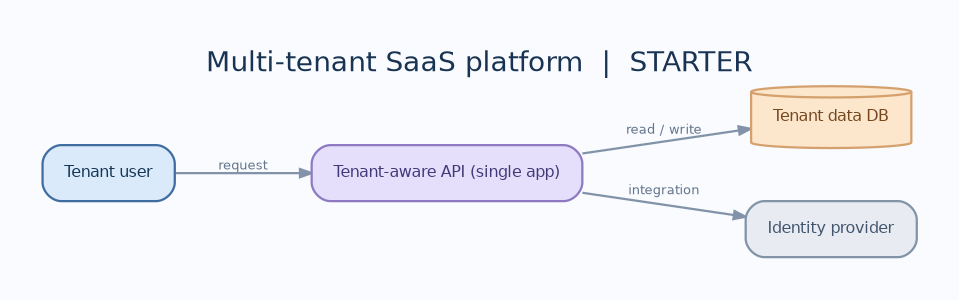 Multi-tenant SaaS platform | STARTER
Tenant user
request
Tenant-aware API (single app)
read / write
Tenant data DB
integration
Identity provider